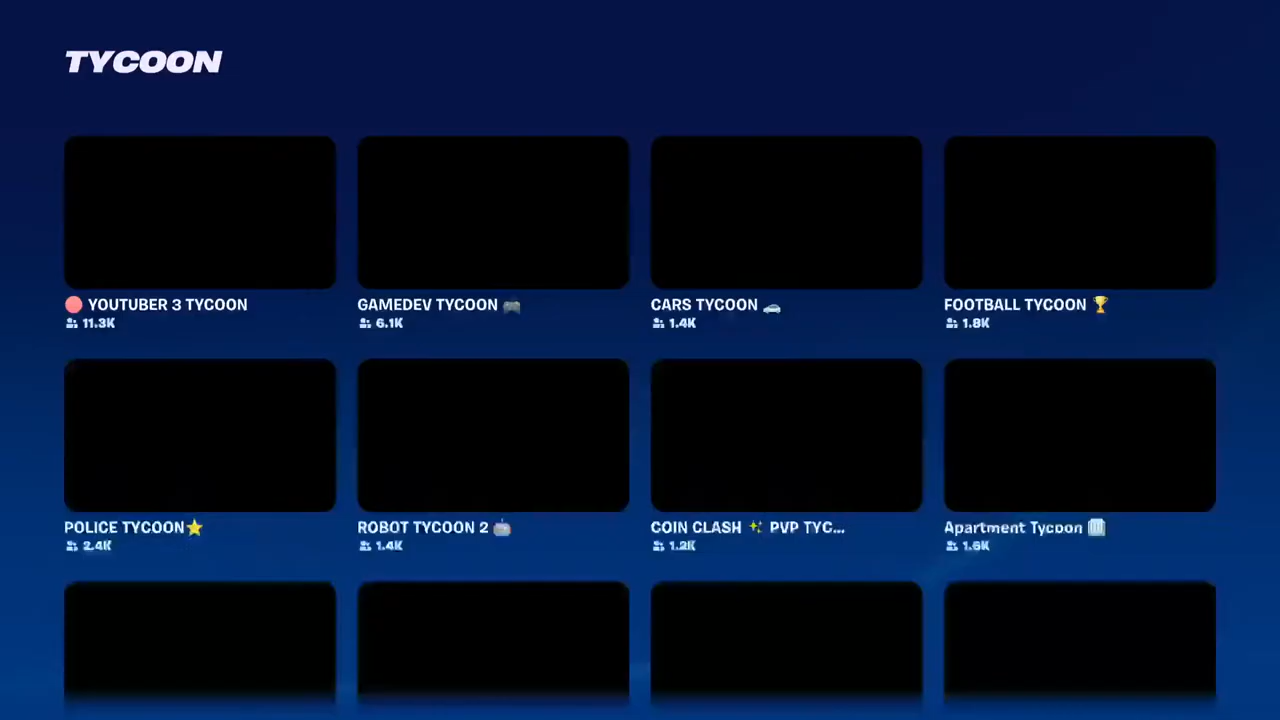 TYCOON
🔴 YOUTUBER 3 TYCOON
11.3K
GAMEDEV TYCOON 🎮
6.1K
CARS TYCOON 🚗
1.4K
FOOTBALL TYCOON 🏆
1.8K
POLICE TYCOON⭐
2.4K
ROBOT TYCOON 2 🤖
1.4K
COIN CLASH ✨ PVP TYC...
1.2K
Apartment Tycoon 🏢
1.6K